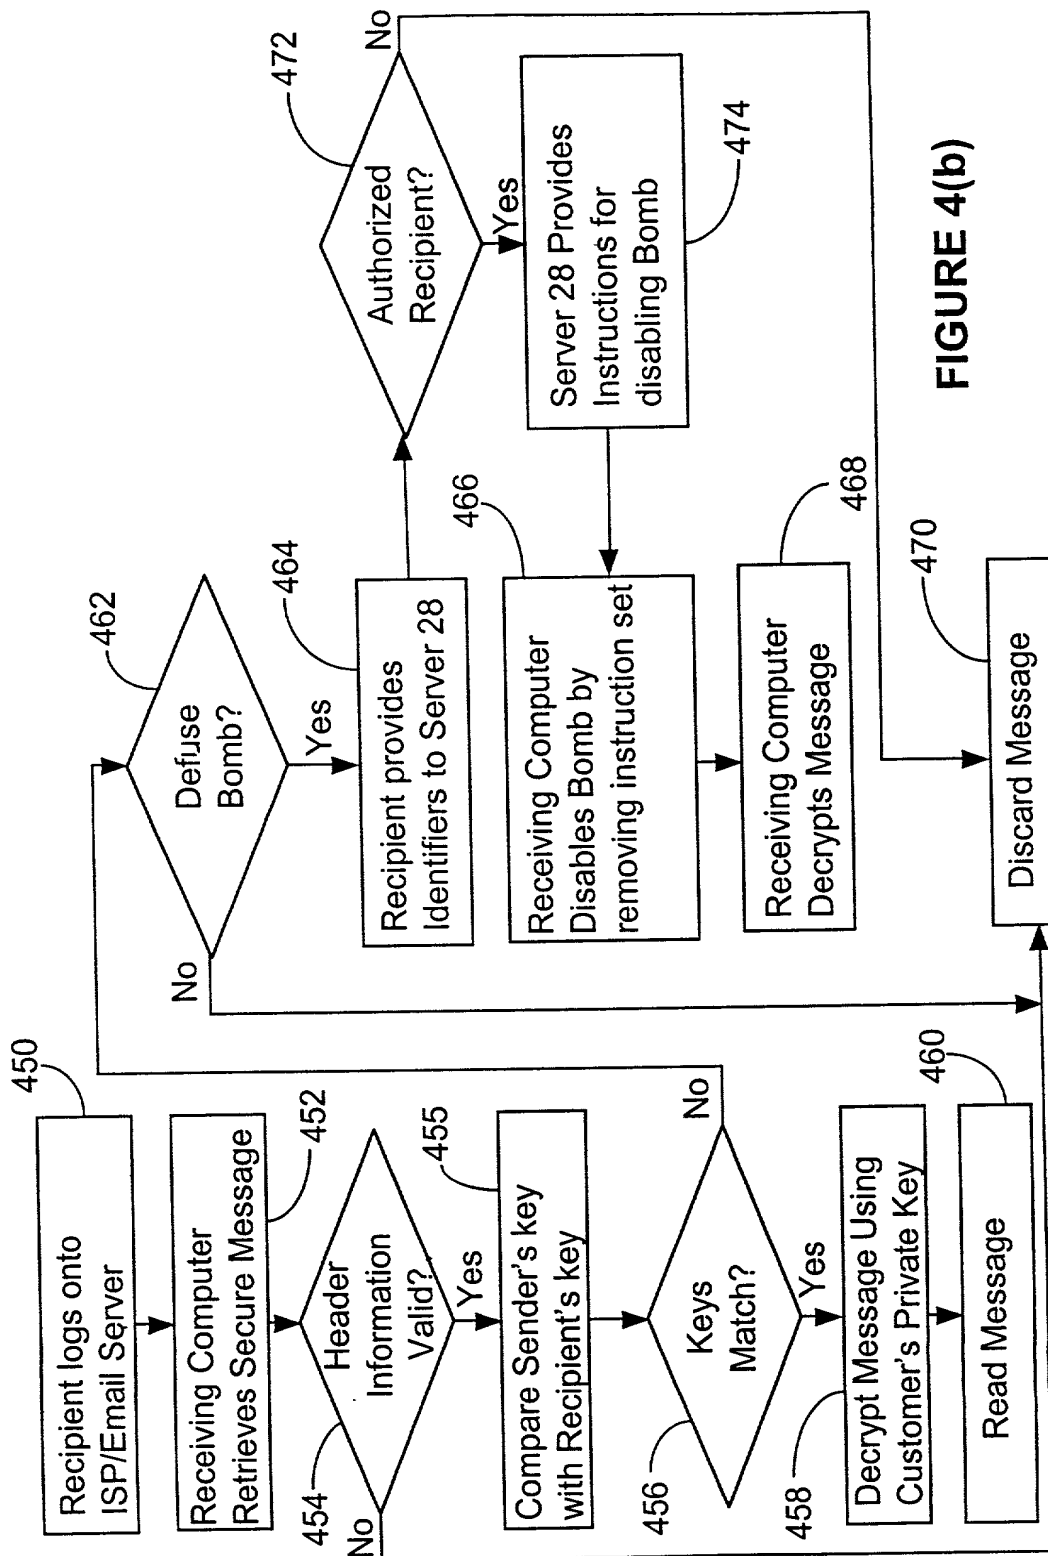 450
Recipient logs onto
ISP/Email Server
452
Receiving Computer
Retrieves Secure Message
454
Header
Information
Valid?
No
Yes
455
Compare Sender's key
with Recipient's key
456
Keys
Match?
No
Yes
458
Decrypt Message Using
Customer's Private Key
460
Read Message
462
Defuse
Bomb?
No
Yes
464
Recipient provides
Identifiers to Server 28
466
Receiving Computer
Disables Bomb by
removing instruction set
468
Receiving Computer
Decrypts Message
470
Discard Message
472
Authorized
Recipient?
No
Yes
474
Server 28 Provides
Instructions for
disabling Bomb
FIGURE 4(b)